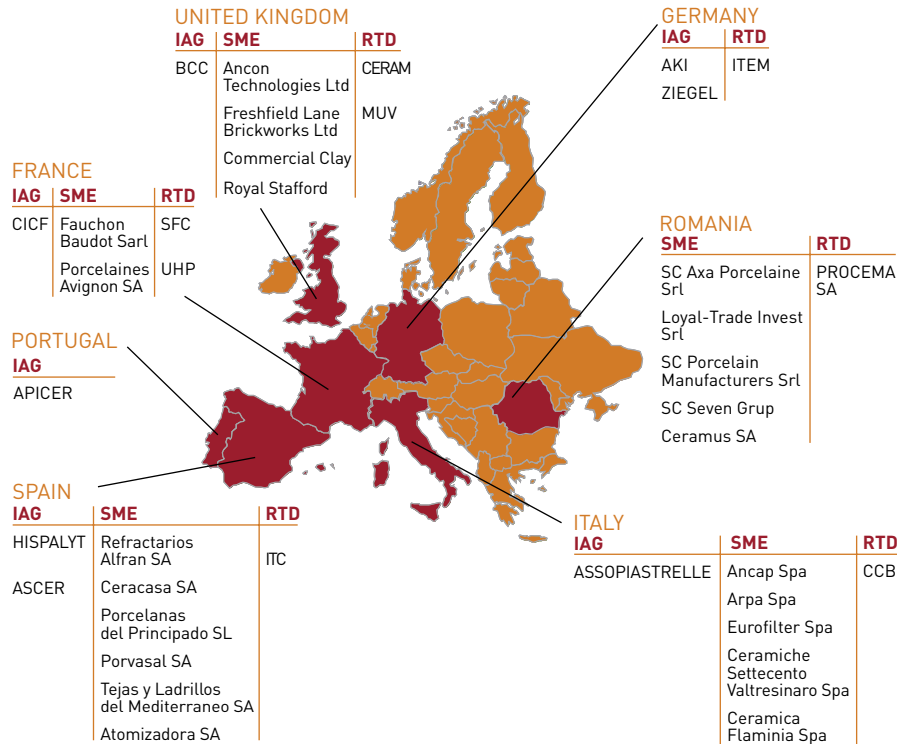 UNITED KINGDOM
IAG SME RTD
BCC Ancon CERAM
Technologies Ltd
Freshfield Lane MUV
Brickworks Ltd
Commercial Clay
Royal Stafford
GERMANY
IAG RTD
AKI ITEM
ZIEGEL
FRANCE
IAG SME RTD
CICF Fauchon SFC
Baudot Sarl
Porcelaines UHP
Avignon SA
ROMANIA
SME RTD
SC Axa Porcelaine PROCEMA
Srl SA
Loyal-Trade Invest
Srl
SC Porcelain
Manufacturers Srl
SC Seven Grup
Ceramus SA
PORTUGAL
IAG
APICER
SPAIN
IAG SME RTD
HISPALYT Refractarios
Alfran SA ITC
ASCER Ceracasa SA
Porcelanas
del Principado SL
Porvasal SA
Tejas y Ladrillos
del Mediterraneo SA
Atomizadora SA
ITALY
IAG SME RTD
ASSOPIASTRELLE Ancap Spa CCB
Arpa Spa
Eurofilter Spa
Ceramiche
Settecento
Valtresinaro Spa
Ceramica
Flaminia Spa